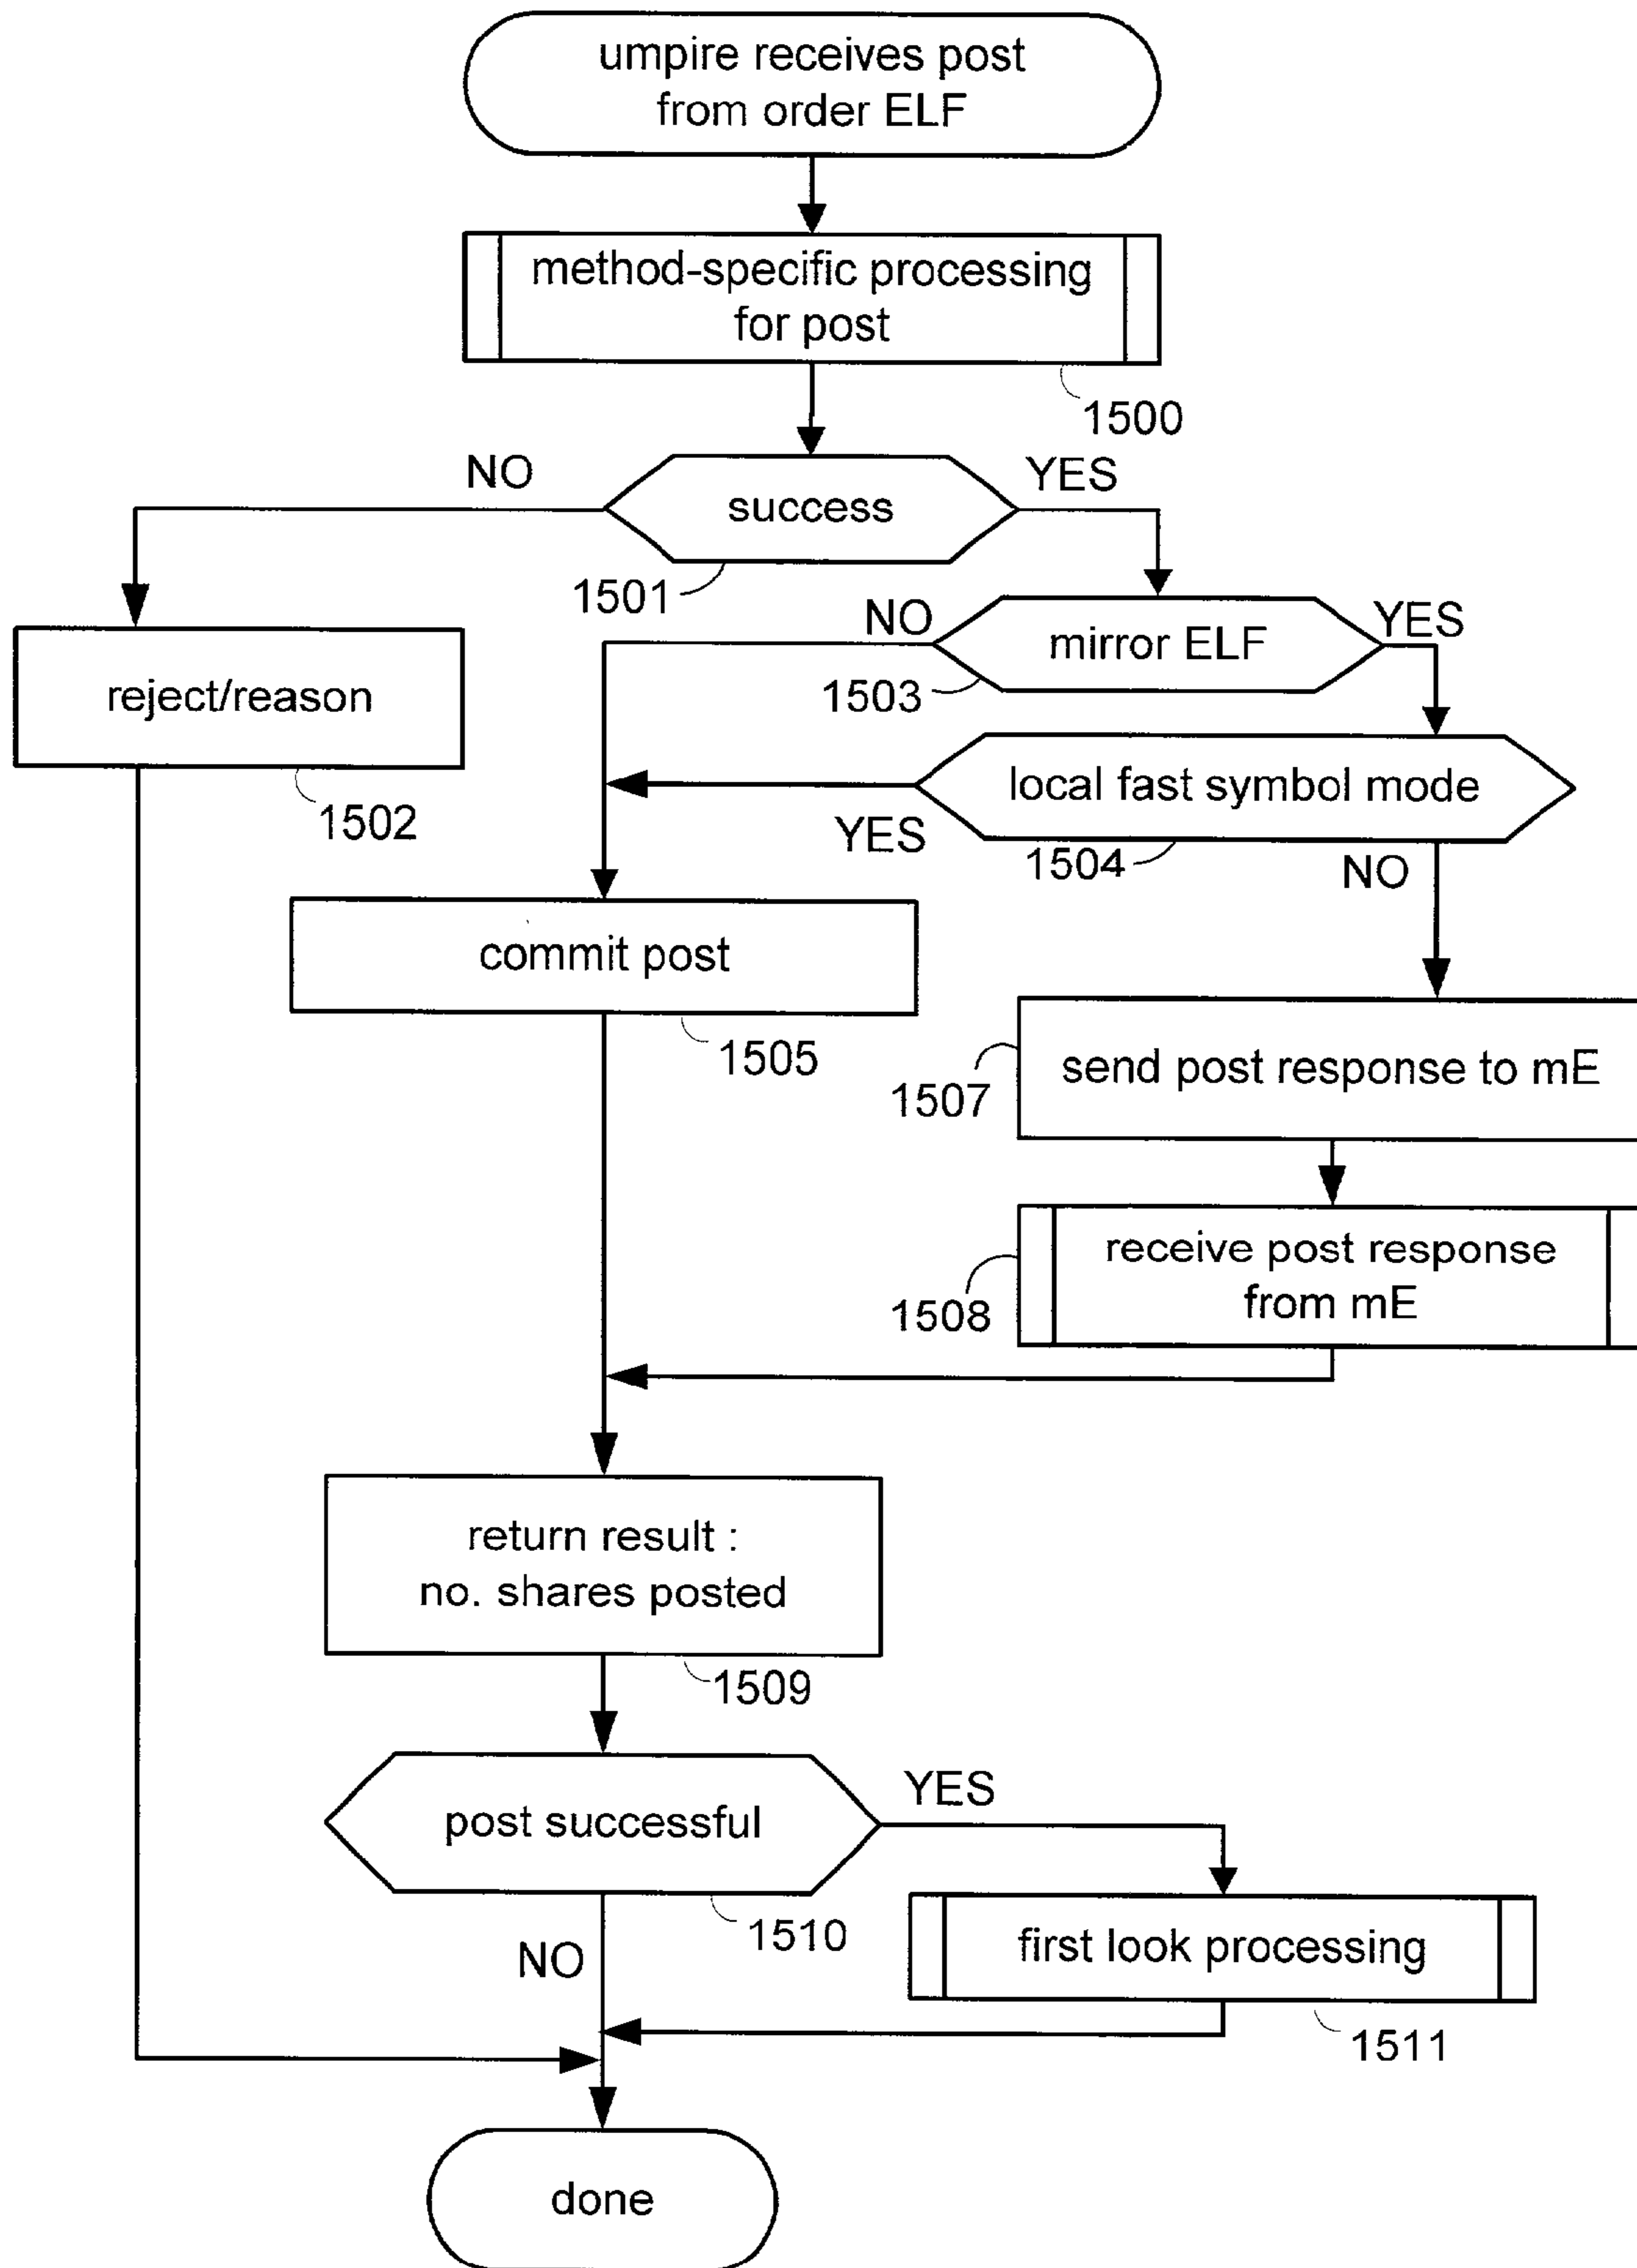 umpire receives post
from order ELF
method-specific processing
for post
1500
NO
YES
success
1501
NO
YES
mirror ELF
1503
reject/reason
1502
local fast symbol mode
YES
1504
NO
commit post
1505
send post response to mE
1507
receive post response
from mE
1508
return result :
no. shares posted
1509
YES
post successful
1510
NO
first look processing
1511
done